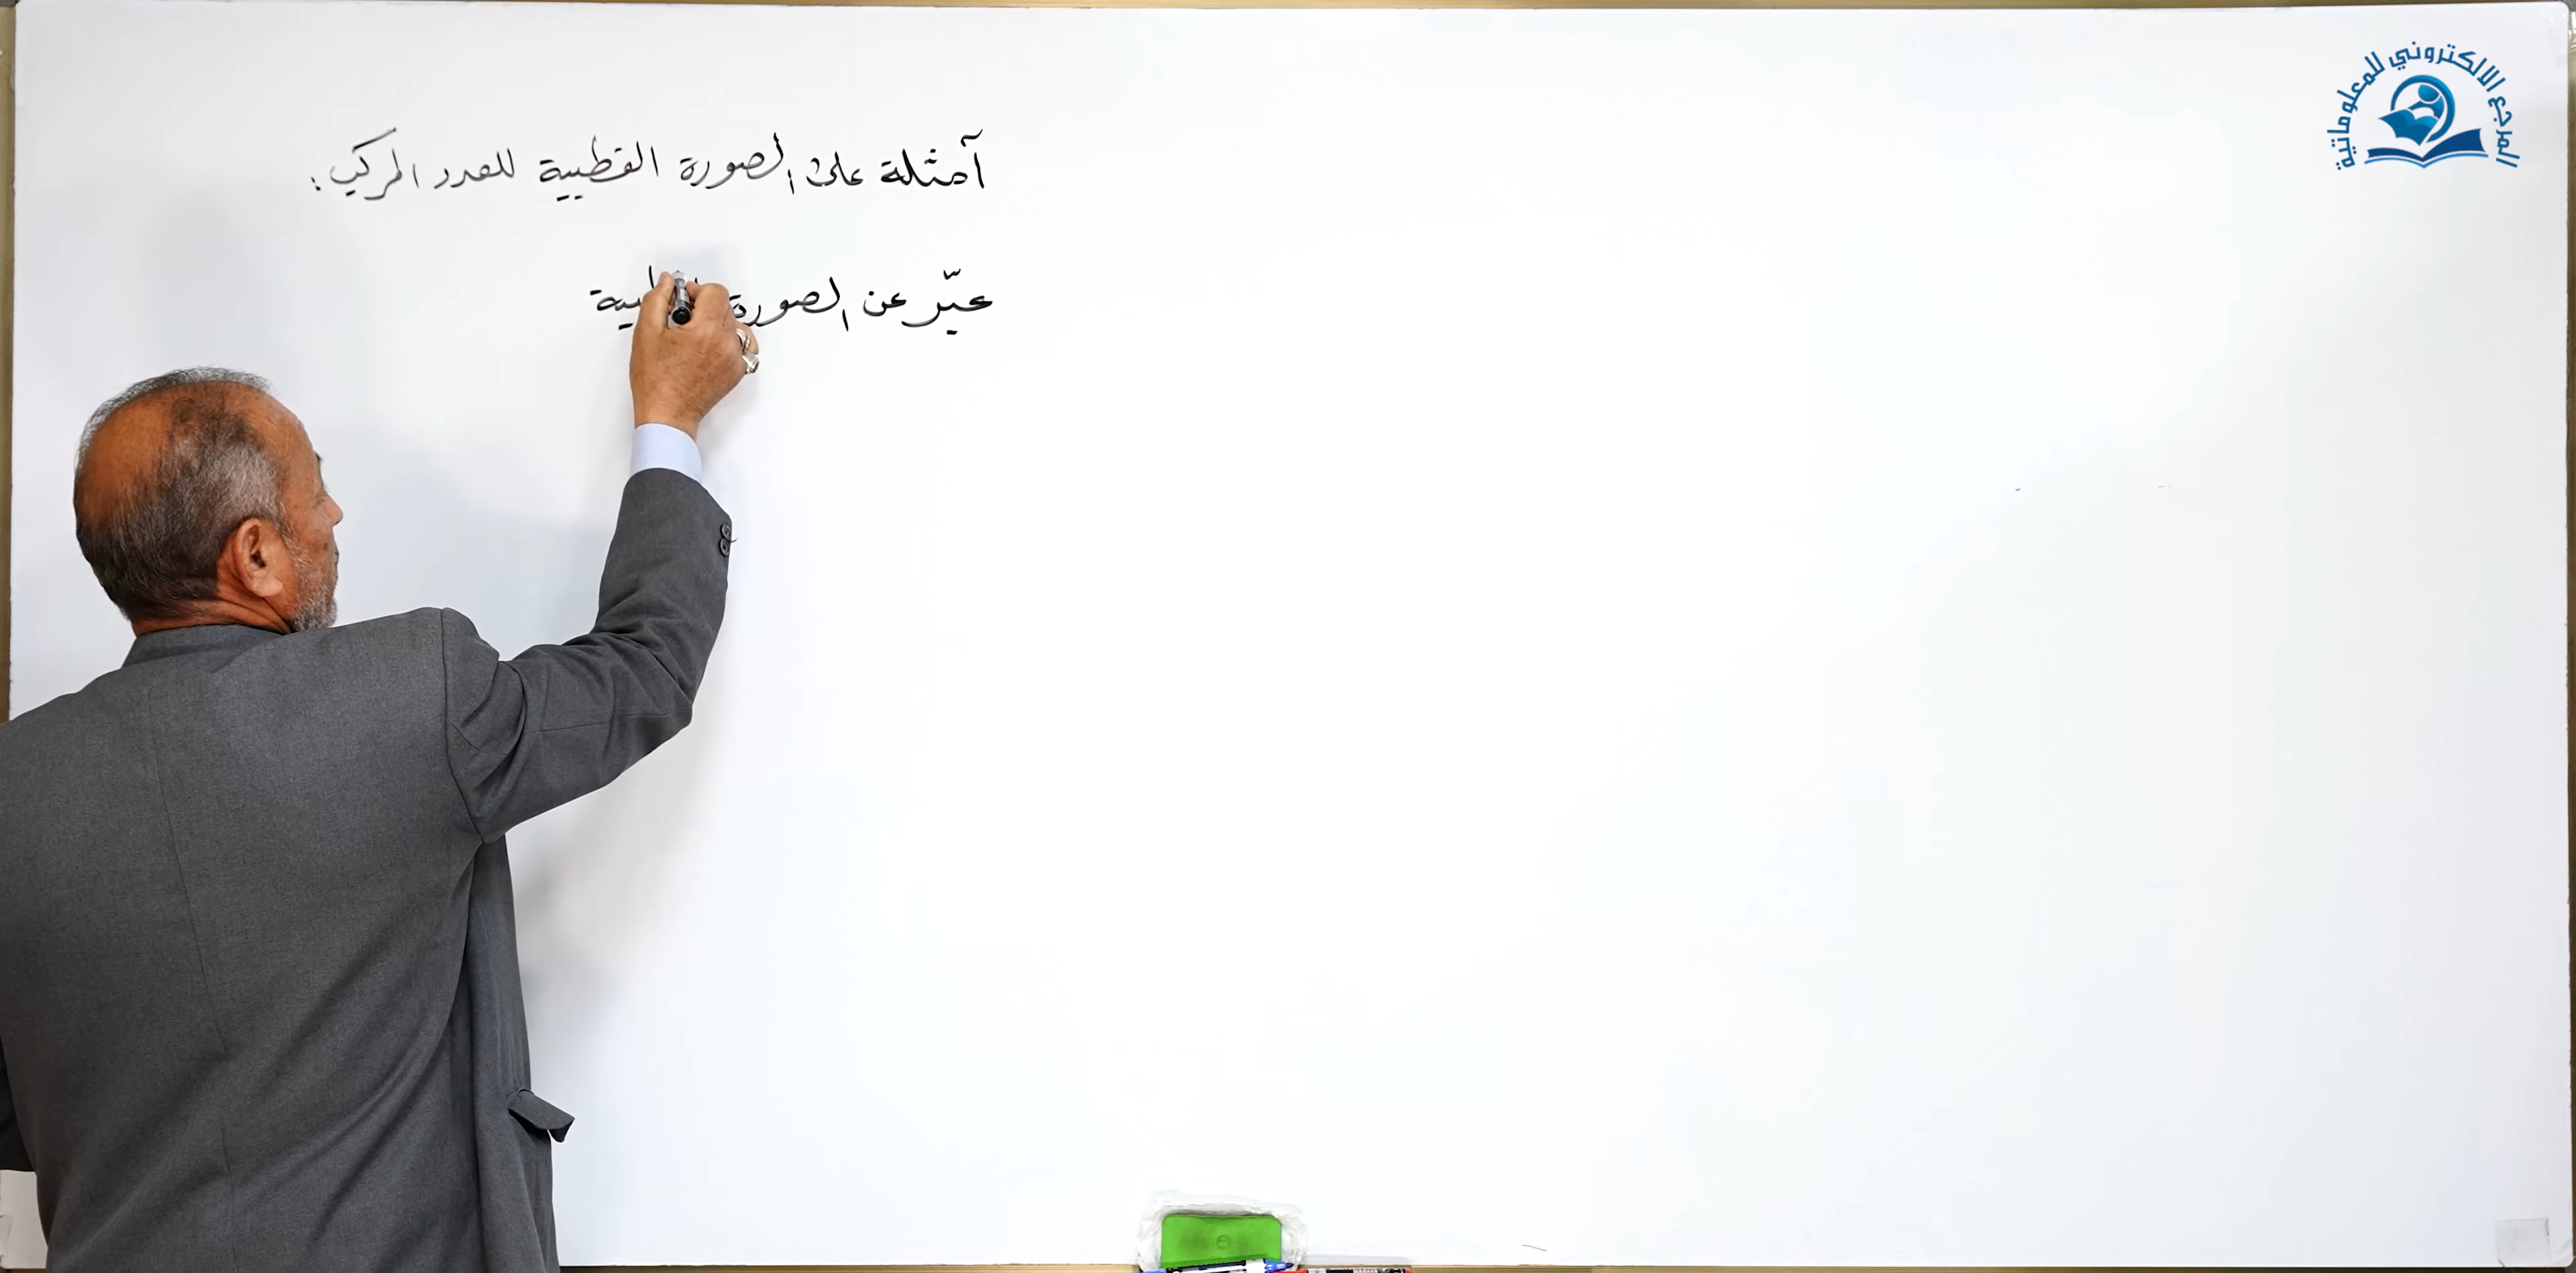 المرجع الالكتروني للمعلوماتية
أمثلة على الصورة القطبية للعدد المركب:
عبّر عن الصورة